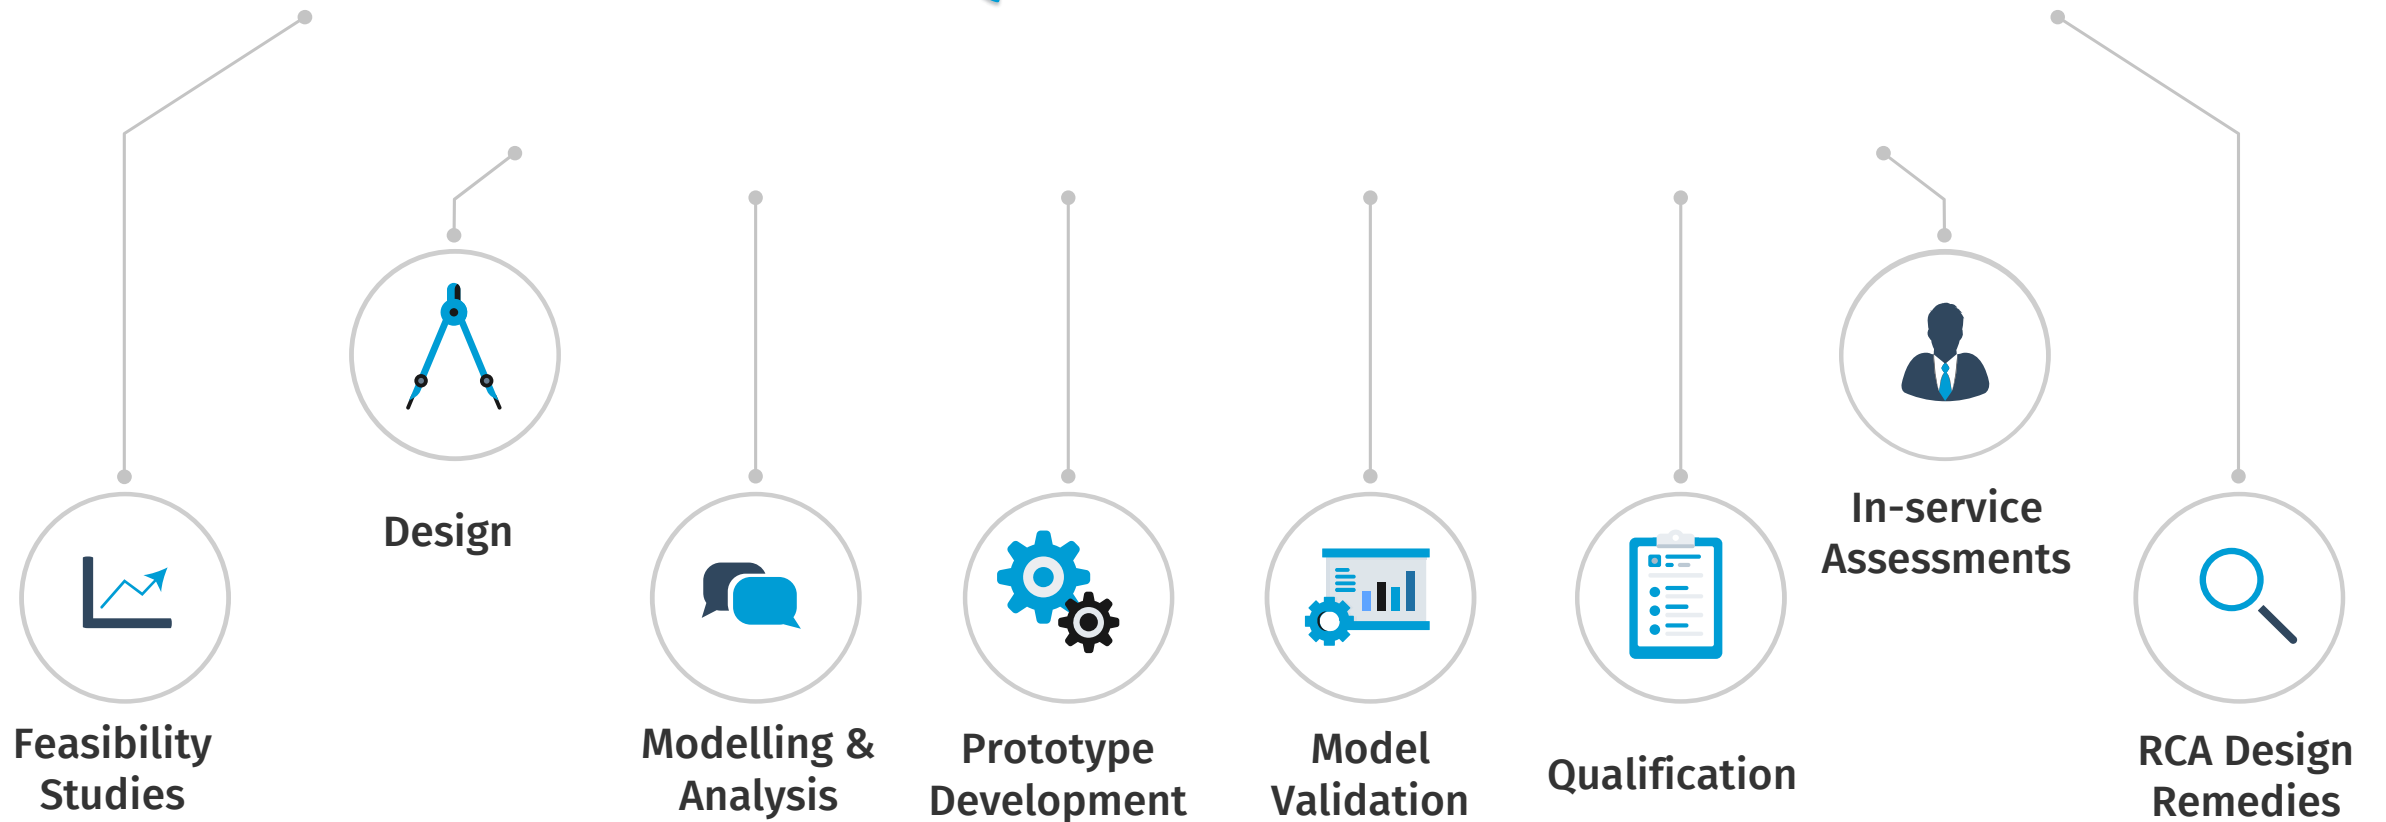 Feasibility
Studies
Design
Modelling &
Analysis
Prototype
Development
Model
Validation
Qualification
In-service
Assessments
RCA Design
Remedies